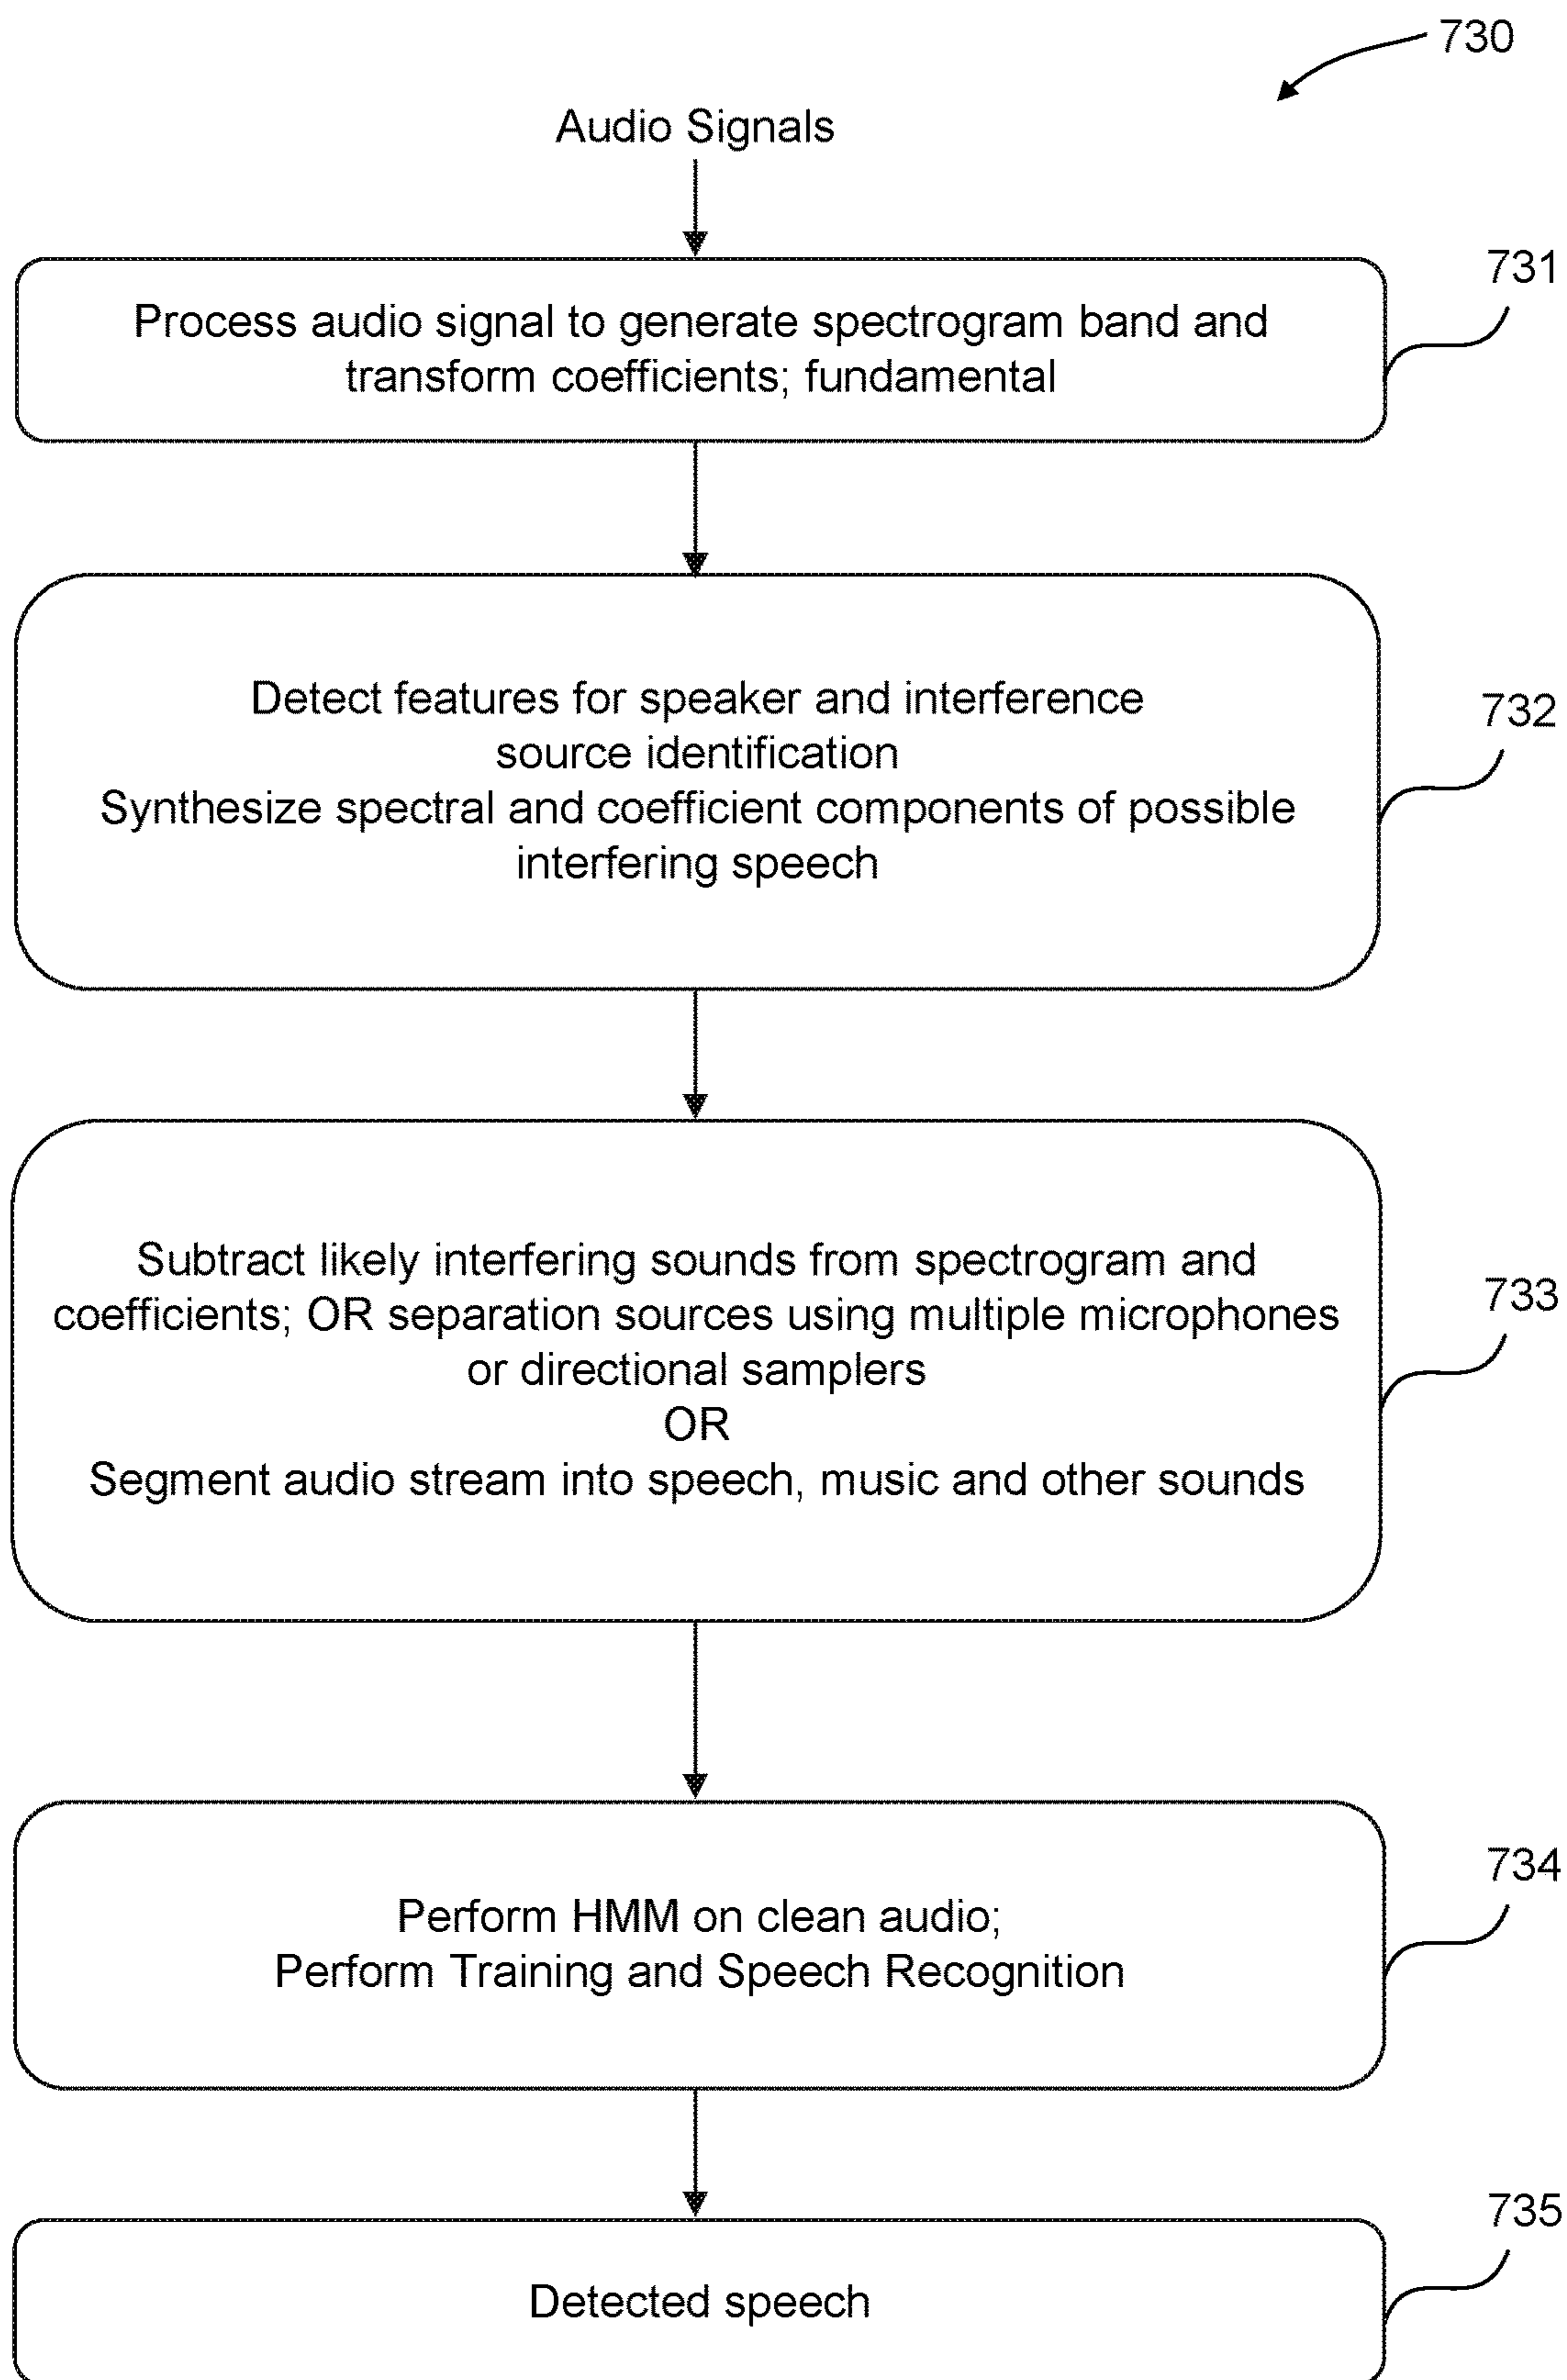 730
Audio Signals
731
Process audio signal to generate spectrogram band and
transform coefficients; fundamental
732
Detect features for speaker and interference
source identification
Synthesize spectral and coefficient components of possible
interfering speech
733
Subtract likely interfering sounds from spectrogram and
coefficients; OR separation sources using multiple microphones
or directional samplers
OR
Segment audio stream into speech, music and other sounds
734
Perform HMM on clean audio;
Perform Training and Speech Recognition
735
Detected speech